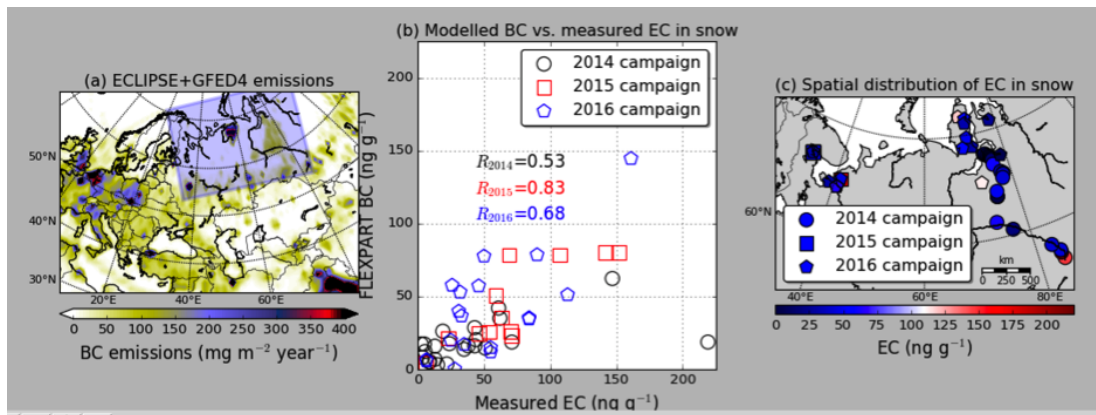 (a) ECLIPSE+GFED4 emissions
50°N
40°N
30°N
20°E
40°E
60°E
0 50 100 150 200 250 300 350 400
BC emissions (mg m⁻² year⁻¹)
(b) Modelled BC vs. measured EC in snow
FLEXPART BC (ng g⁻¹)
200
150
100
50
0
0 50 100 150 200
Measured EC (ng g⁻¹)
2014 campaign
2015 campaign
2016 campaign
R₂₀₁₄=0.53
R₂₀₁₅=0.83
R₂₀₁₆=0.68
(c) Spatial distribution of EC in snow
60°N
2014 campaign
2015 campaign
2016 campaign
km
0 250 500
40°E
60°E
80°E
0 25 50 75 100 125 150 175 200
EC (ng g⁻¹)